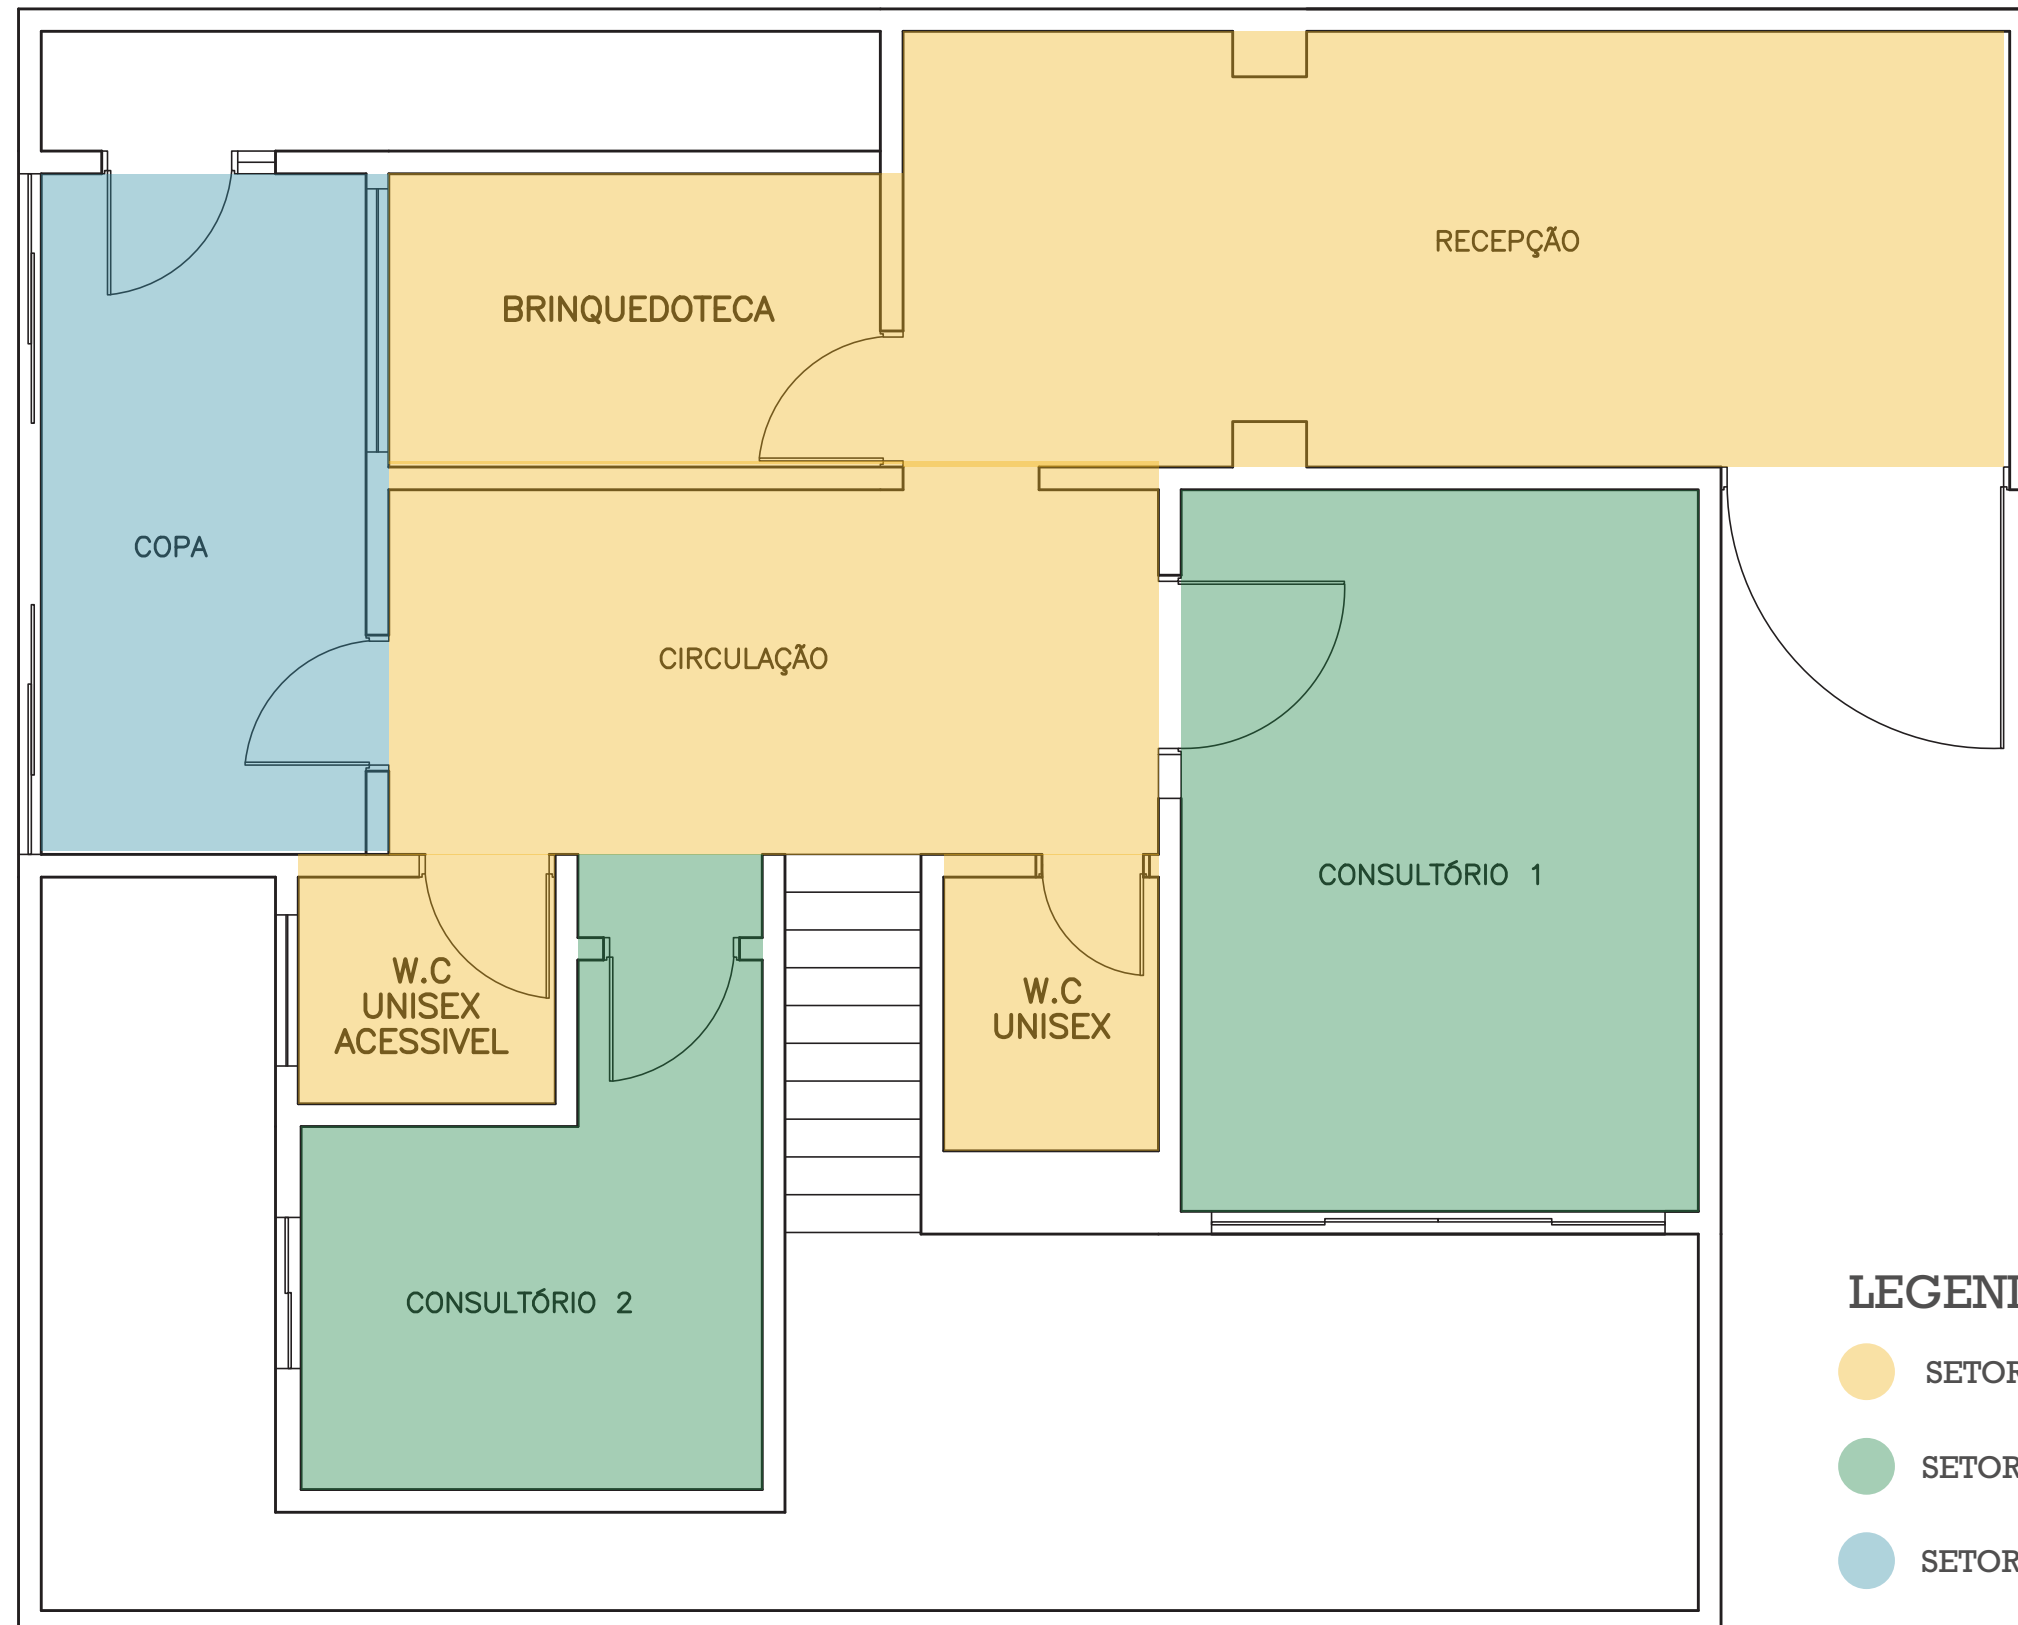 RECEPÇÃO
BRINQUEDOTECA
COPA
CIRCULAÇÃO
CONSULTÓRIO 1
W.C
UNISEX
ACESSIVEL
W.C
UNISEX
CONSULTÓRIO 2
SETOR
SETOR
SETOR